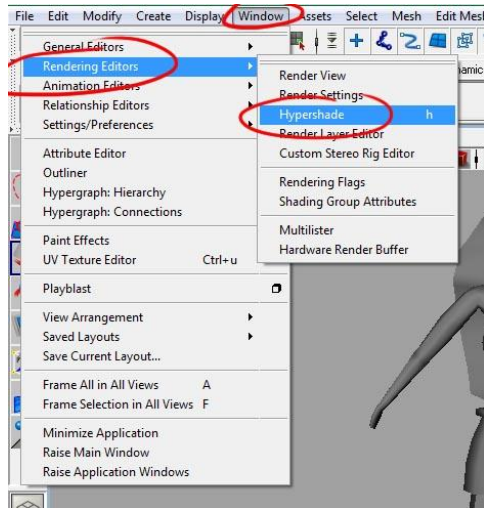 File Edit Modify Create Display Window Assets Select Mesh Edit Mesh
General Editors
Rendering Editors
Animation Editors
Relationship Editors
Settings/Preferences
Attribute Editor
Outliner
Hypergraph: Hierarchy
Hypergraph: Connections
Paint Effects
UV Texture Editor Ctrl+u
Playblast
View Arrangement
Saved Layouts
Save Current Layout...
Frame All in All Views A
Frame Selection in All Views F
Minimize Application
Raise Main Window
Raise Application Windows
Render View
Render Settings
Hypershade h
Render Layer Editor
Custom Stereo Rig Editor
Rendering Flags
Shading Group Attributes
Multilister
Hardware Render Buffer